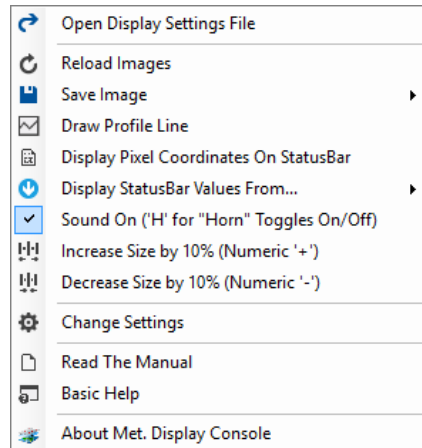 Open Display Settings File
Reload Images
Save Image
Draw Profile Line
Display Pixel Coordinates On StatusBar
Display StatusBar Values From...
Sound On ('H' for "Horn" Toggles On/Off)
Increase Size by 10% (Numeric '+')
Decrease Size by 10% (Numeric '-')
Change Settings
Read The Manual
Basic Help
About Met. Display Console